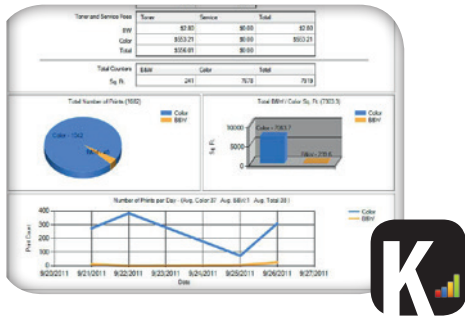 Toner and Service Fees Toner Service Total
BW $2.80 $0.00 $2.80
Color $553.21 $0.00 $553.21
Total $556.01 $0.00
Total Counters B&W Color Total
Sq. Ft. 241 7678 7919
Total Number of Prints
Color
B&W
Total B&W / Color Sq. Ft.
Sq. Ft.
10000
5000
0
Color
B&W
Number of Prints per Day
Print Count
400
300
200
100
0
Color
B&W
9/20/2011 9/21/2011 9/22/2011 9/23/2011 9/24/2011 9/25/2011 9/26/2011 9/27/2011
Date
K